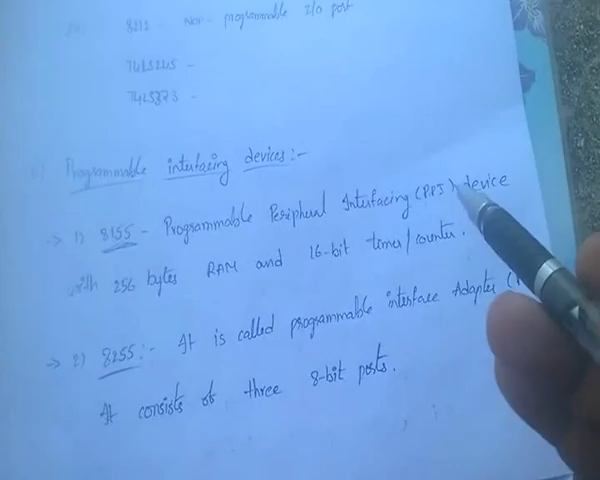 8212 - Non - programmable I/o post
74LS245 -
74LS373 -
Programmable interfacing devices:-
-> 1) 8155 - Programmable Peripheral Interfacing (PPI) device
with 256 bytes RAM and 16-bit timer/counter.
-> 2) 8255:- It is called programmable interface Adapter (
It consists of three 8-bit posts.